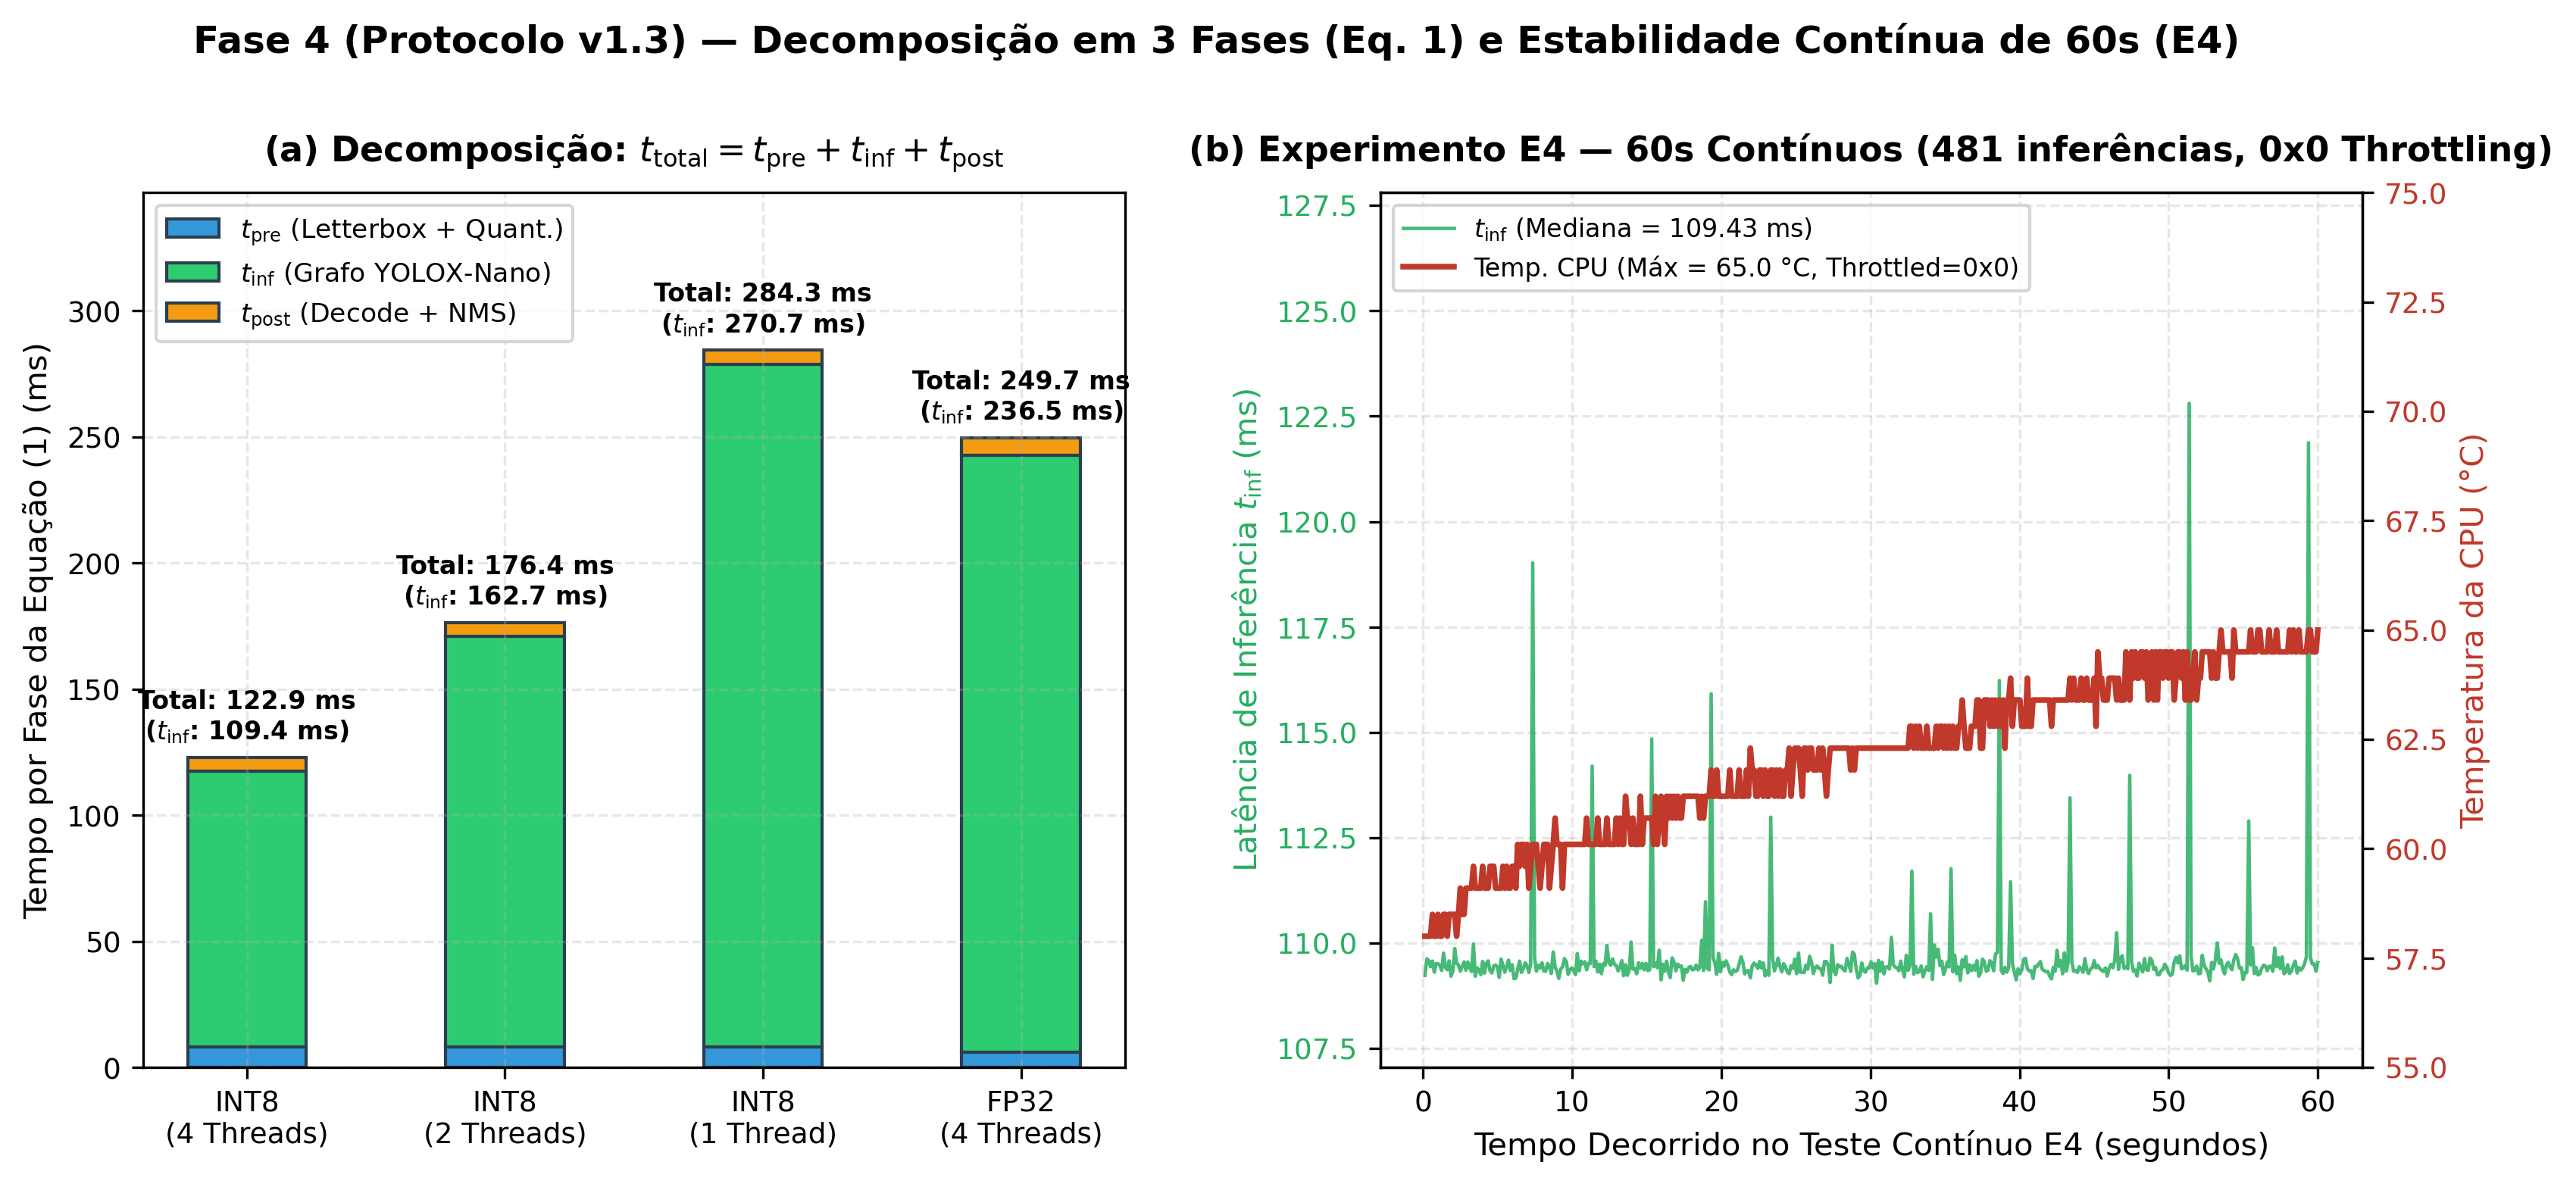 Fase 4 (Protocolo v1.3) — Decomposição em 3 Fases (Eq. 1) e Estabilidade Contínua de 60s (E4)
(a) Decomposição: t_total = t_pre + t_inf + t_post
t_pre (Letterbox + Quant.)
t_inf (Grafo YOLOX-Nano)
t_post (Decode + NMS)
Total: 122.9 ms
(t_inf: 109.4 ms)
Total: 176.4 ms
(t_inf: 162.7 ms)
Total: 284.3 ms
(t_inf: 270.7 ms)
Total: 249.7 ms
(t_inf: 236.5 ms)
Tempo por Fase da Equação (1) (ms)
300
250
200
150
100
50
0
INT8
(4 Threads)
INT8
(2 Threads)
INT8
(1 Thread)
FP32
(4 Threads)
(b) Experimento E4 — 60s Contínuos (481 inferências, 0x0 Throttling)
t_inf (Mediana = 109.43 ms)
Temp. CPU (Máx = 65.0 °C, Throttled=0x0)
Latência de Inferência t_inf (ms)
127.5
125.0
122.5
120.0
117.5
115.0
112.5
110.0
107.5
75.0
72.5
70.0
67.5
65.0
62.5
60.0
57.5
55.0
Temperatura da CPU (°C)
0 10 20 30 40 50 60
Tempo Decorrido no Teste Contínuo E4 (segundos)